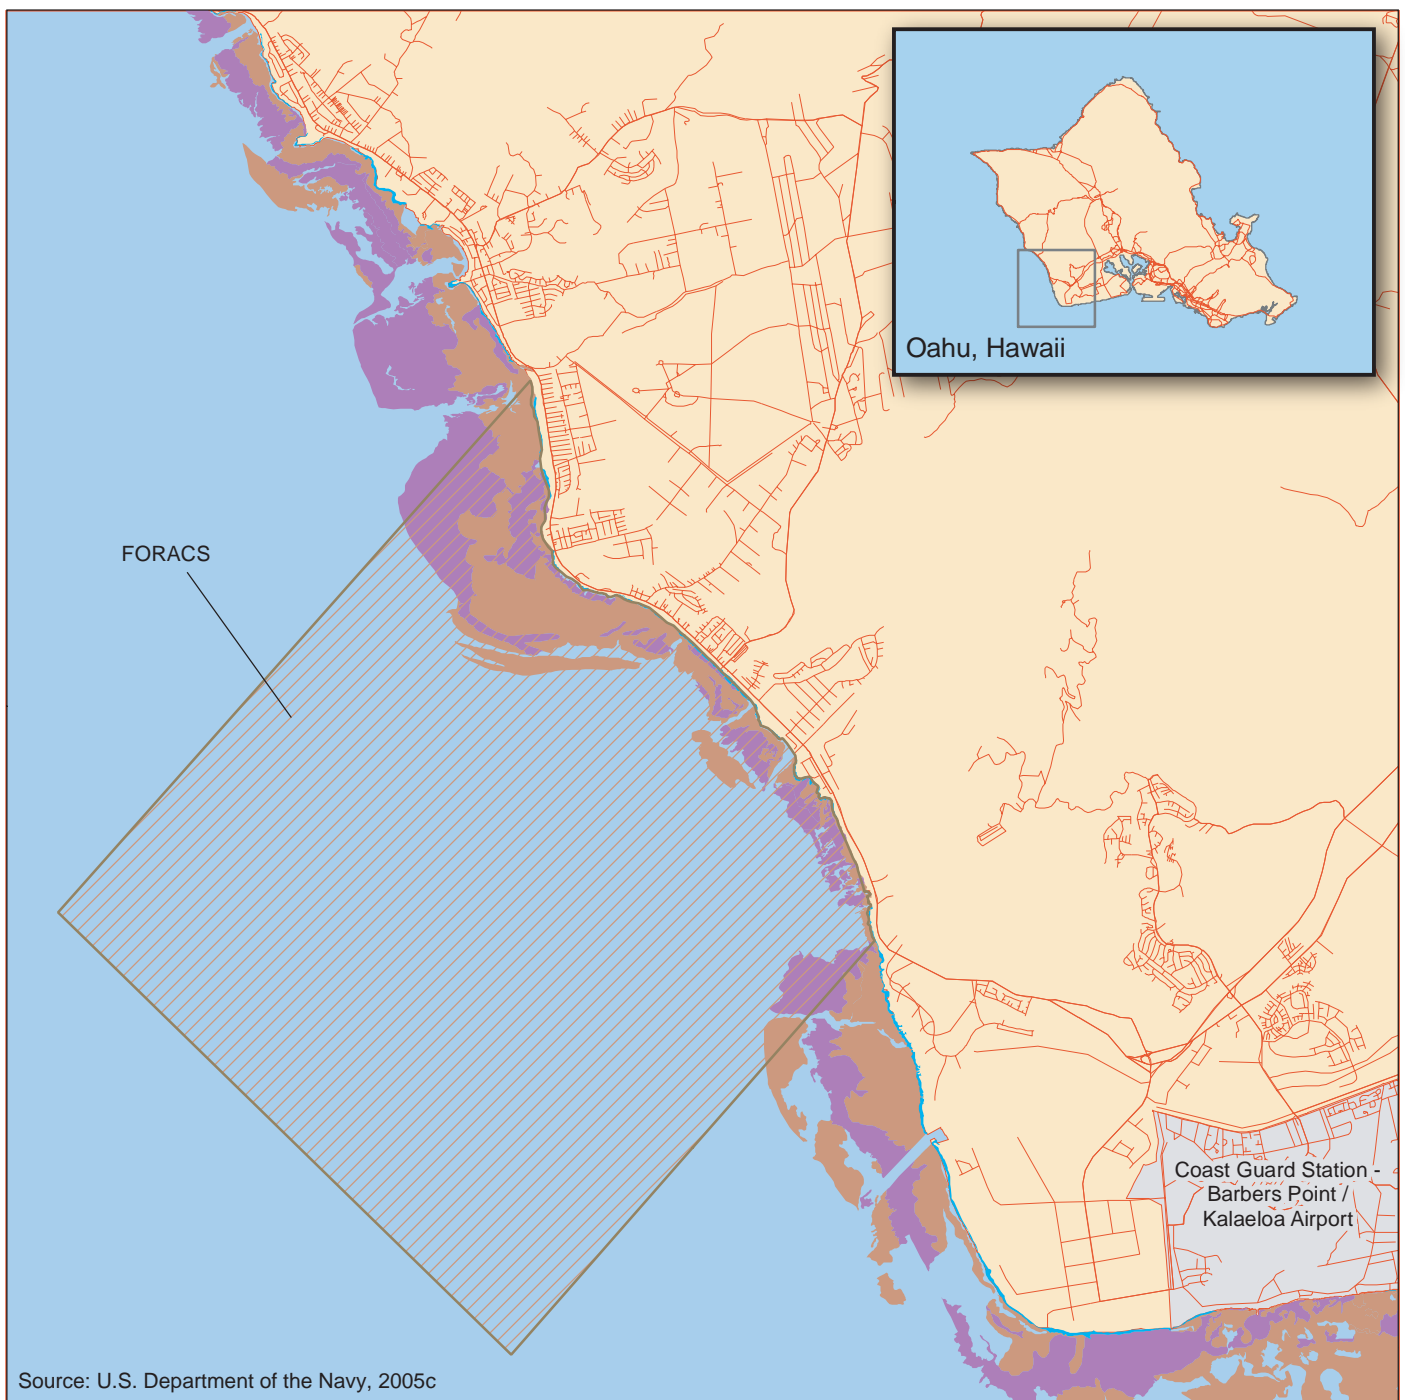 Oahu, Hawaii
FORACS
Coast Guard Station -
Barbers Point /
Kalaeloa Airport
Source: U.S. Department of the Navy, 2005c